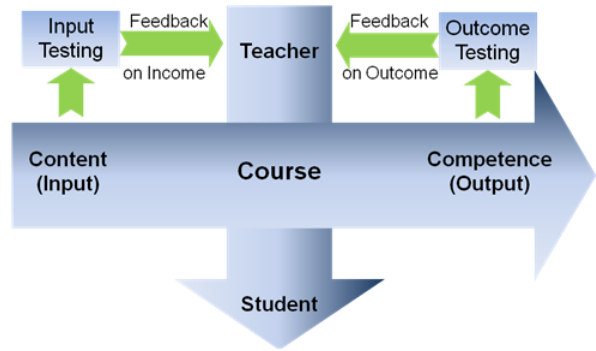 Input
Testing
Feedback
on Income
Teacher
Feedback
on Outcome
Outcome
Testing
Content
(Input)
Course
Competence
(Output)
Student